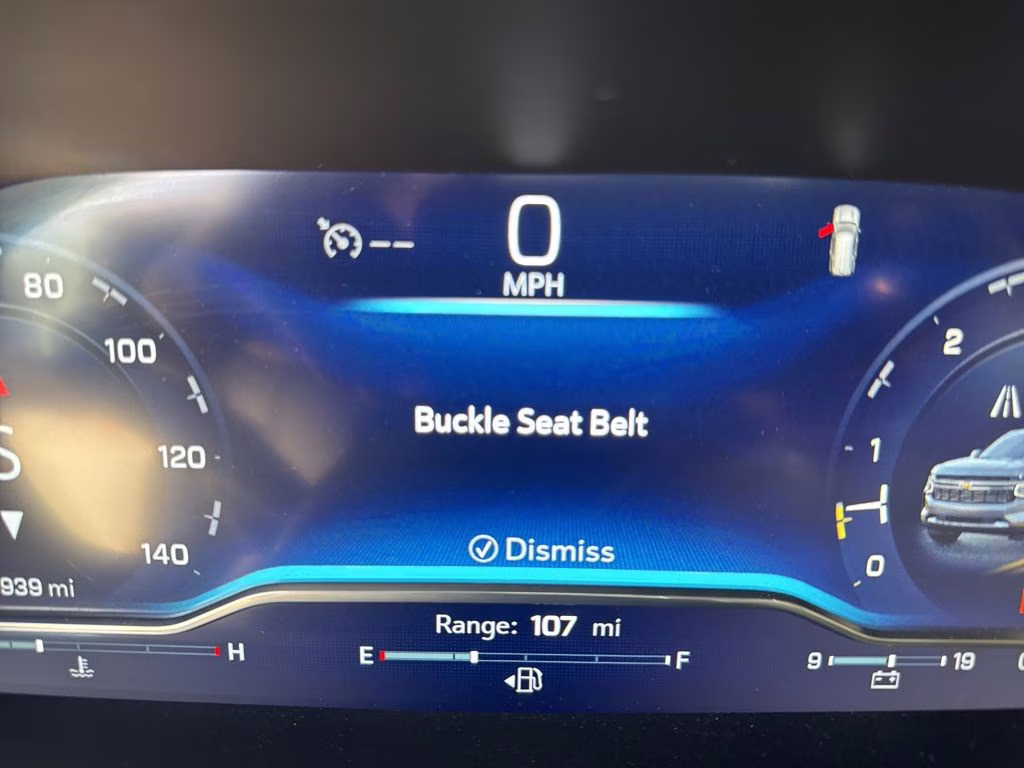 0
MPH
80
100
120
140
S
939 mi
Buckle Seat Belt
Dismiss
2
1
0
Range: 107 mi
H
E F
9 19